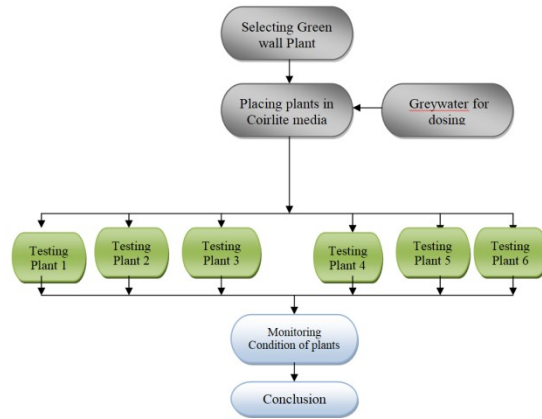 Selecting Green
wall Plant
Placing plants in
Coirlite media
Greywater for
dosing
Testing
Plant 1
Testing
Plant 2
Testing
Plant 3
Testing
Plant 4
Testing
Plant 5
Testing
Plant 6
Monitoring
Condition of plants
Conclusion